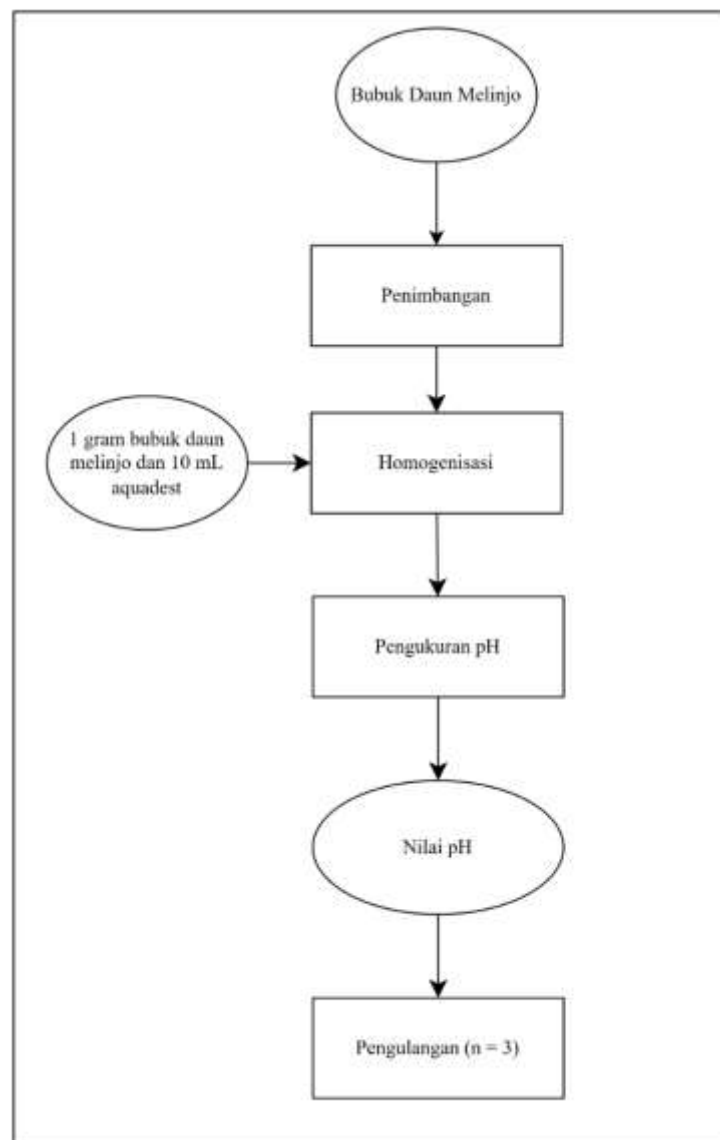 Bubuk Daun Melinjo
Penimbangan
1 gram bubuk daun
melinjo dan 10 mL
aquadest
Homogenisasi
Pengukuran pH
Nilai pH
Pengulangan (n = 3)